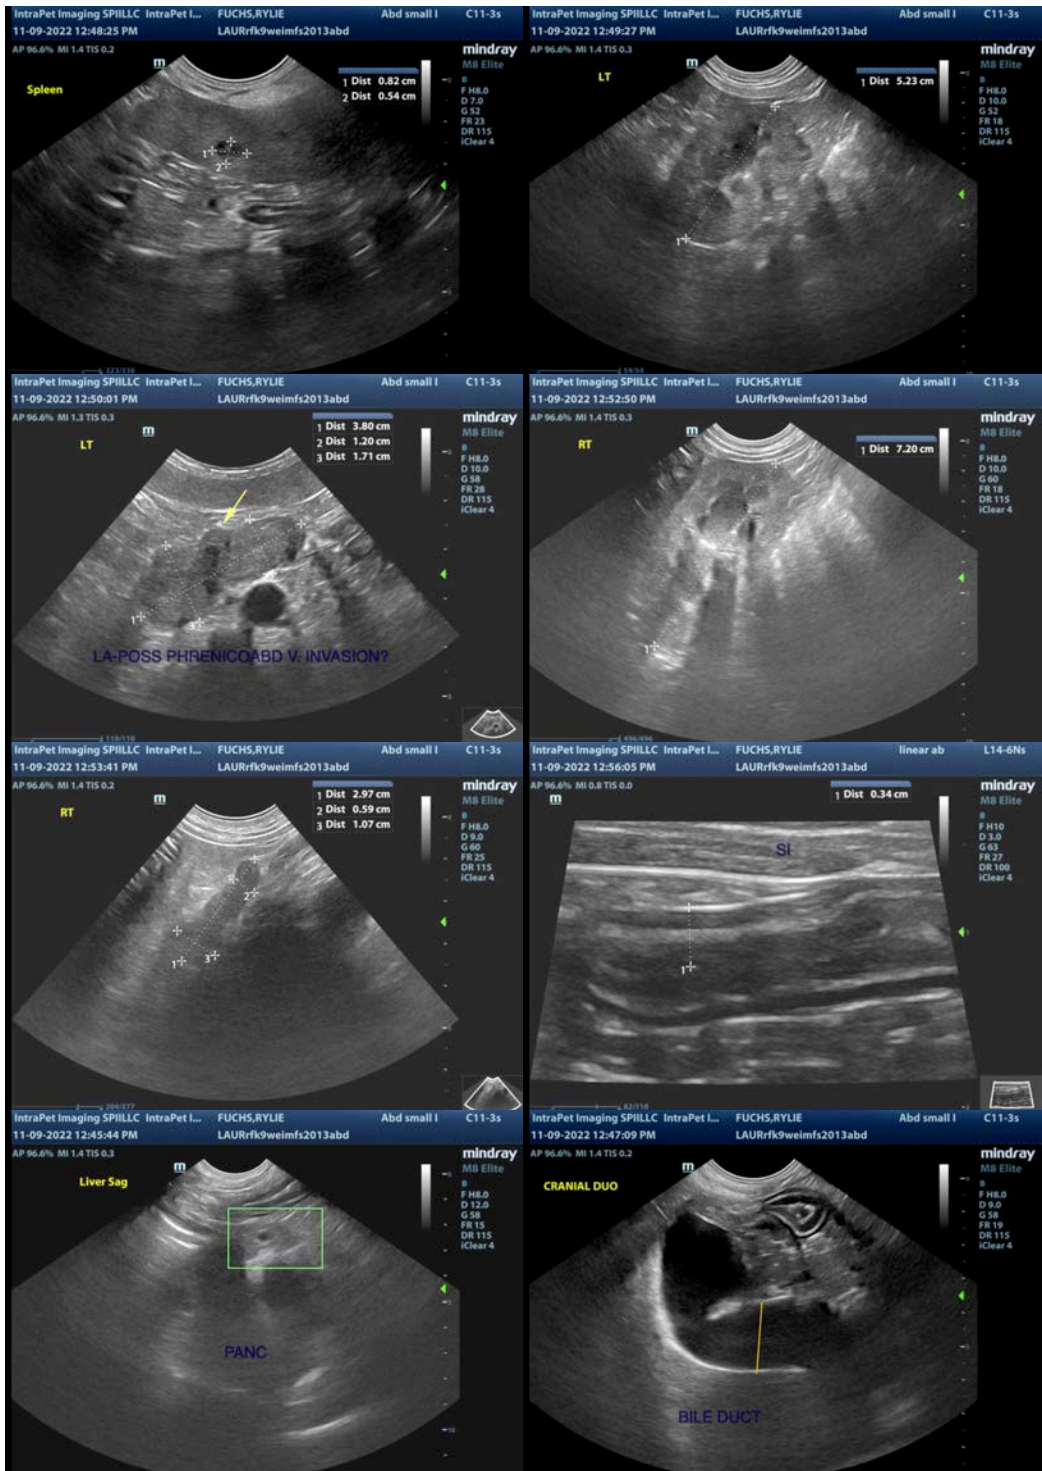 IntraPet Imaging SPIILLC IntraPet I... FUCHS,RYLIE Abd small I C11-3s
11-09-2022 12:48:25 PM LAURrfk9weimfs2013abd
AP 96.6% MI 1.4 TIS 0.2
mindray
M8 Elite
Spleen
1 Dist 0.82 cm
2 Dist 0.54 cm
B
F H8.0
D 7.0
G 52
FR 23
DR 115
iClear 4
1
2
323/336
IntraPet Imaging SPIILLC IntraPet I... FUCHS,RYLIE Abd small I C11-3s
11-09-2022 12:49:27 PM LAURrfk9weimfs2013abd
AP 96.6% MI 1.4 TIS 0.3
mindray
M8 Elite
LT
1 Dist 5.23 cm
B
F H8.0
D 10.0
G 52
FR 18
DR 115
iClear 4
1
IntraPet Imaging SPIILLC IntraPet I... FUCHS,RYLIE Abd small I C11-3s
11-09-2022 12:50:01 PM LAURrfk9weimfs2013abd
AP 96.6% MI 1.3 TIS 0.3
mindray
M8 Elite
LT
1 Dist 3.80 cm
2 Dist 1.20 cm
3 Dist 1.71 cm
B
F H8.0
D 10.0
G 58
FR 28
DR 115
iClear 4
1
3
LA-POSS PHRENICOABD V. INVASION?
110/110
IntraPet Imaging SPIILLC IntraPet I... FUCHS,RYLIE Abd small I C11-3s
11-09-2022 12:52:50 PM LAURrfk9weimfs2013abd
AP 96.6% MI 1.4 TIS 0.3
mindray
M8 Elite
RT
1 Dist 7.20 cm
B
F H8.0
D 10.0
G 60
FR 18
DR 115
iClear 4
1
496/496
IntraPet Imaging SPIILLC IntraPet I... FUCHS,RYLIE Abd small I C11-3s
11-09-2022 12:53:41 PM LAURrfk9weimfs2013abd
AP 96.6% MI 1.4 TIS 0.2
mindray
M8 Elite
RT
1 Dist 2.97 cm
2 Dist 0.59 cm
3 Dist 1.07 cm
B
F H8.0
D 9.0
G 60
FR 25
DR 115
iClear 4
2
1
3
204/277
IntraPet Imaging SPIILLC IntraPet I... FUCHS,RYLIE linear ab L14-6Ns
11-09-2022 12:56:05 PM LAURrfk9weimfs2013abd
AP 96.6% MI 0.8 TIS 0.0
mindray
M8 Elite
1 Dist 0.34 cm
SI
B
F H10
D 3.0
G 63
FR 27
DR 100
iClear 4
1
82/110
IntraPet Imaging SPIILLC IntraPet I... FUCHS,RYLIE Abd small I C11-3s
11-09-2022 12:45:44 PM LAURrfk9weimfs2013abd
AP 96.6% MI 1.4 TIS 0.3
mindray
M8 Elite
Liver Sag
B
F H8.0
D 12.0
G 58
FR 15
DR 115
iClear 4
PANC
10
IntraPet Imaging SPIILLC IntraPet I... FUCHS,RYLIE Abd small I C11-3s
11-09-2022 12:47:09 PM LAURrfk9weimfs2013abd
AP 96.6% MI 1.4 TIS 0.2
mindray
M8 Elite
CRANIAL DUO
B
F H8.0
D 9.0
G 58
FR 19
DR 115
iClear 4
BILE DUCT